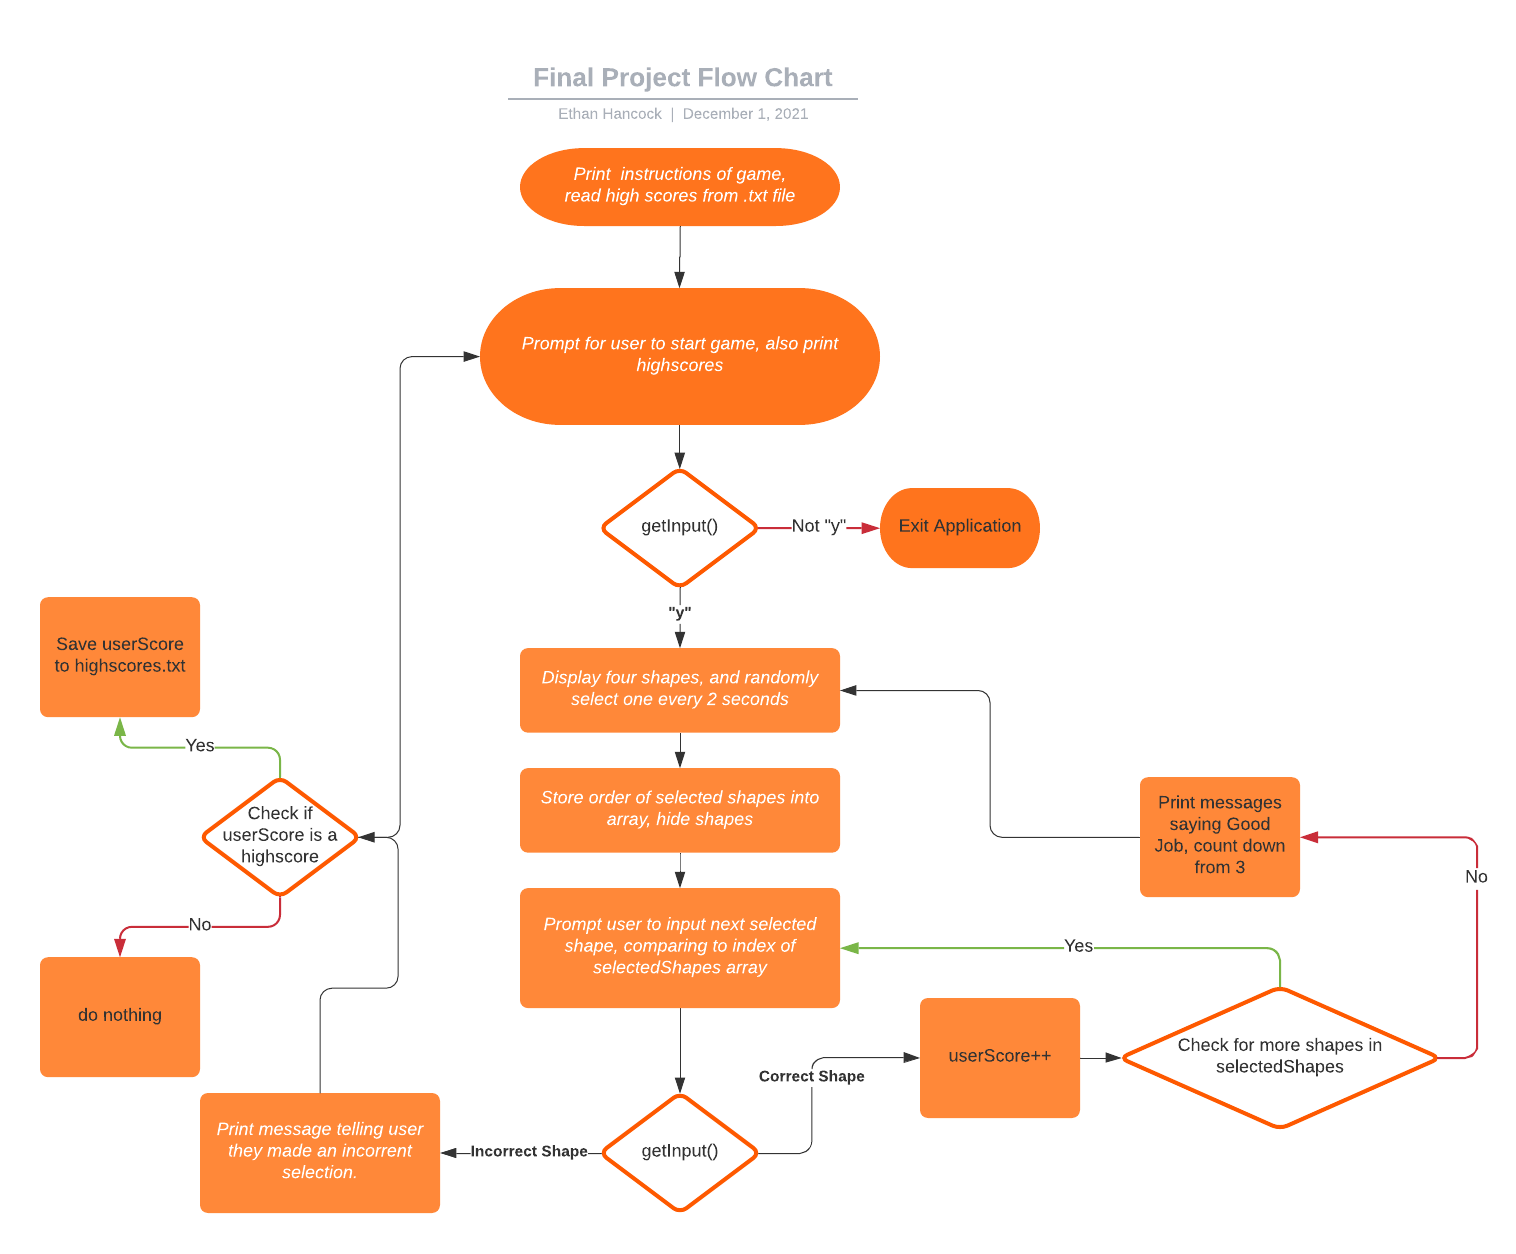 Final Project Flow Chart
Ethan Hancock | December 1, 2021
Print instructions of game,
read high scores from .txt file
Prompt for user to start game, also print
highscores
getInput()
Not "y"
Exit Application
"y"
Display four shapes, and randomly
select one every 2 seconds
Store order of selected shapes into
array, hide shapes
Prompt user to input next selected
shape, comparing to index of
selectedShapes array
getInput()
Correct Shape
userScore++
Check for more shapes in
selectedShapes
Yes
No
Print messages
saying Good
Job, count down
from 3
Incorrect Shape
Print message telling user
they made an incorrent
selection.
Check if
userScore is a
highscore
Yes
Save userScore
to highscores.txt
No
do nothing